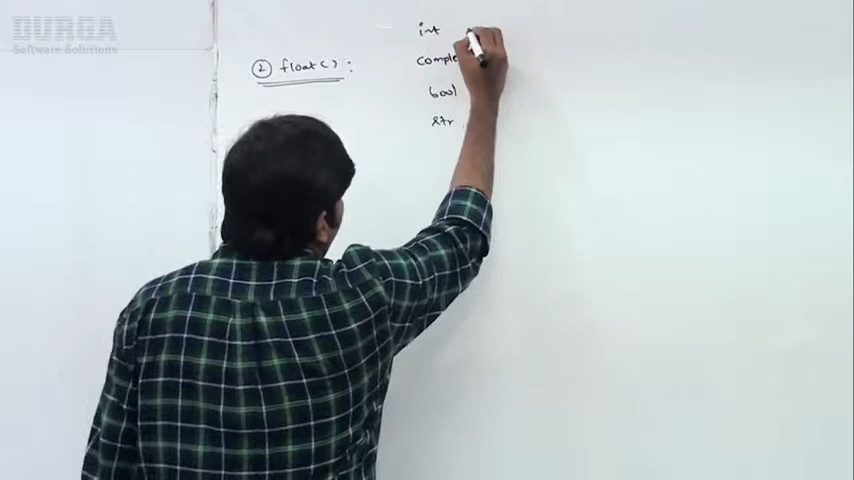 DURGA
Software Solutions
② float() :
int
comple
bool
str